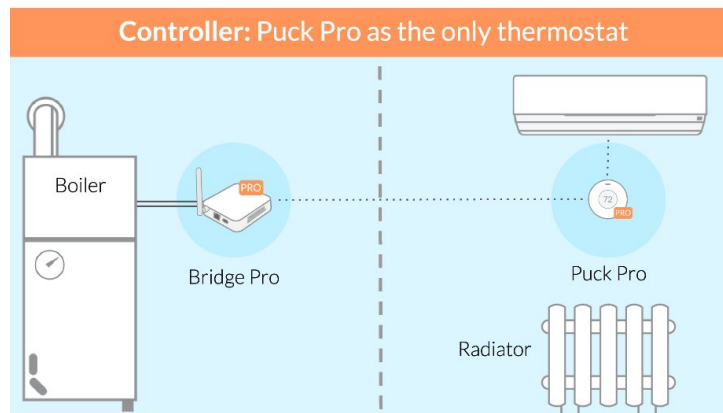 Controller: Puck Pro as the only thermostat
Boiler
PRO
Bridge Pro
72
PRO
Puck Pro
Radiator